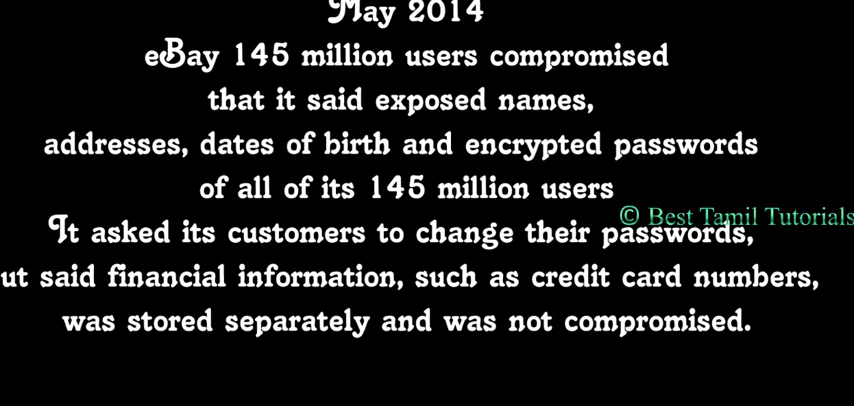 May 2014
eBay 145 million users compromised
that it said exposed names,
addresses, dates of birth and encrypted passwords
of all of its 145 million users
© Best Tamil Tutorials
It asked its customers to change their passwords,
ut said financial information, such as credit card numbers,
was stored separately and was not compromised.